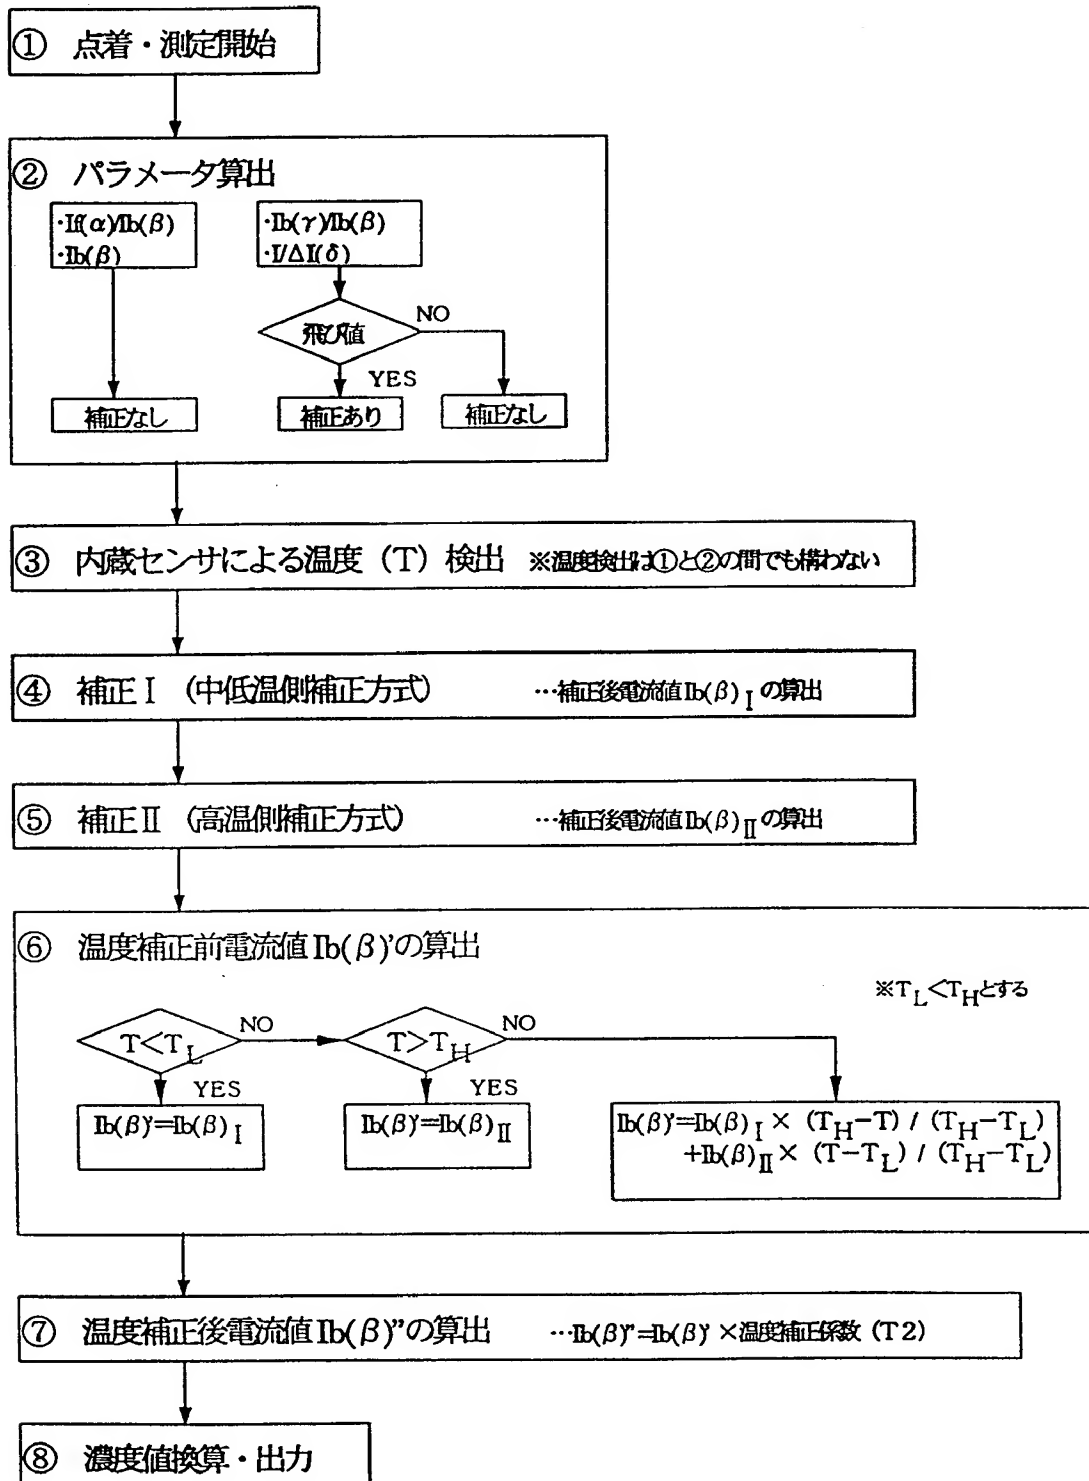 ① 点着・測定開始
② パラメータ算出
・If(α)/Ib(β)
・Ib(β)
・Ib(γ)/Ib(β)
・I/ΔI(δ)
飛び値
NO
YES
補正なし
補正あり
補正なし
③ 内蔵センサによる温度（T）検出 ※温度検出は①と②の間でも構わない
④ 補正Ⅰ（中低温側補正方式） …補正後電流値Ib(β)Ⅰの算出
⑤ 補正Ⅱ（高温側補正方式） …補正後電流値Ib(β)Ⅱの算出
⑥ 温度補正前電流値Ib(β)'の算出
※TL<THとする
T<TL
NO
T>TH
NO
YES
YES
Ib(β)'=Ib(β)Ⅰ
Ib(β)'=Ib(β)Ⅱ
Ib(β)'=Ib(β)Ⅰ×（TH−T）/（TH−TL）
+Ib(β)Ⅱ×（T−TL）/（TH−TL）
⑦ 温度補正後電流値Ib(β)"の算出 …Ib(β)"=Ib(β)'×温度補正係数（T2）
⑧ 濃度値換算・出力